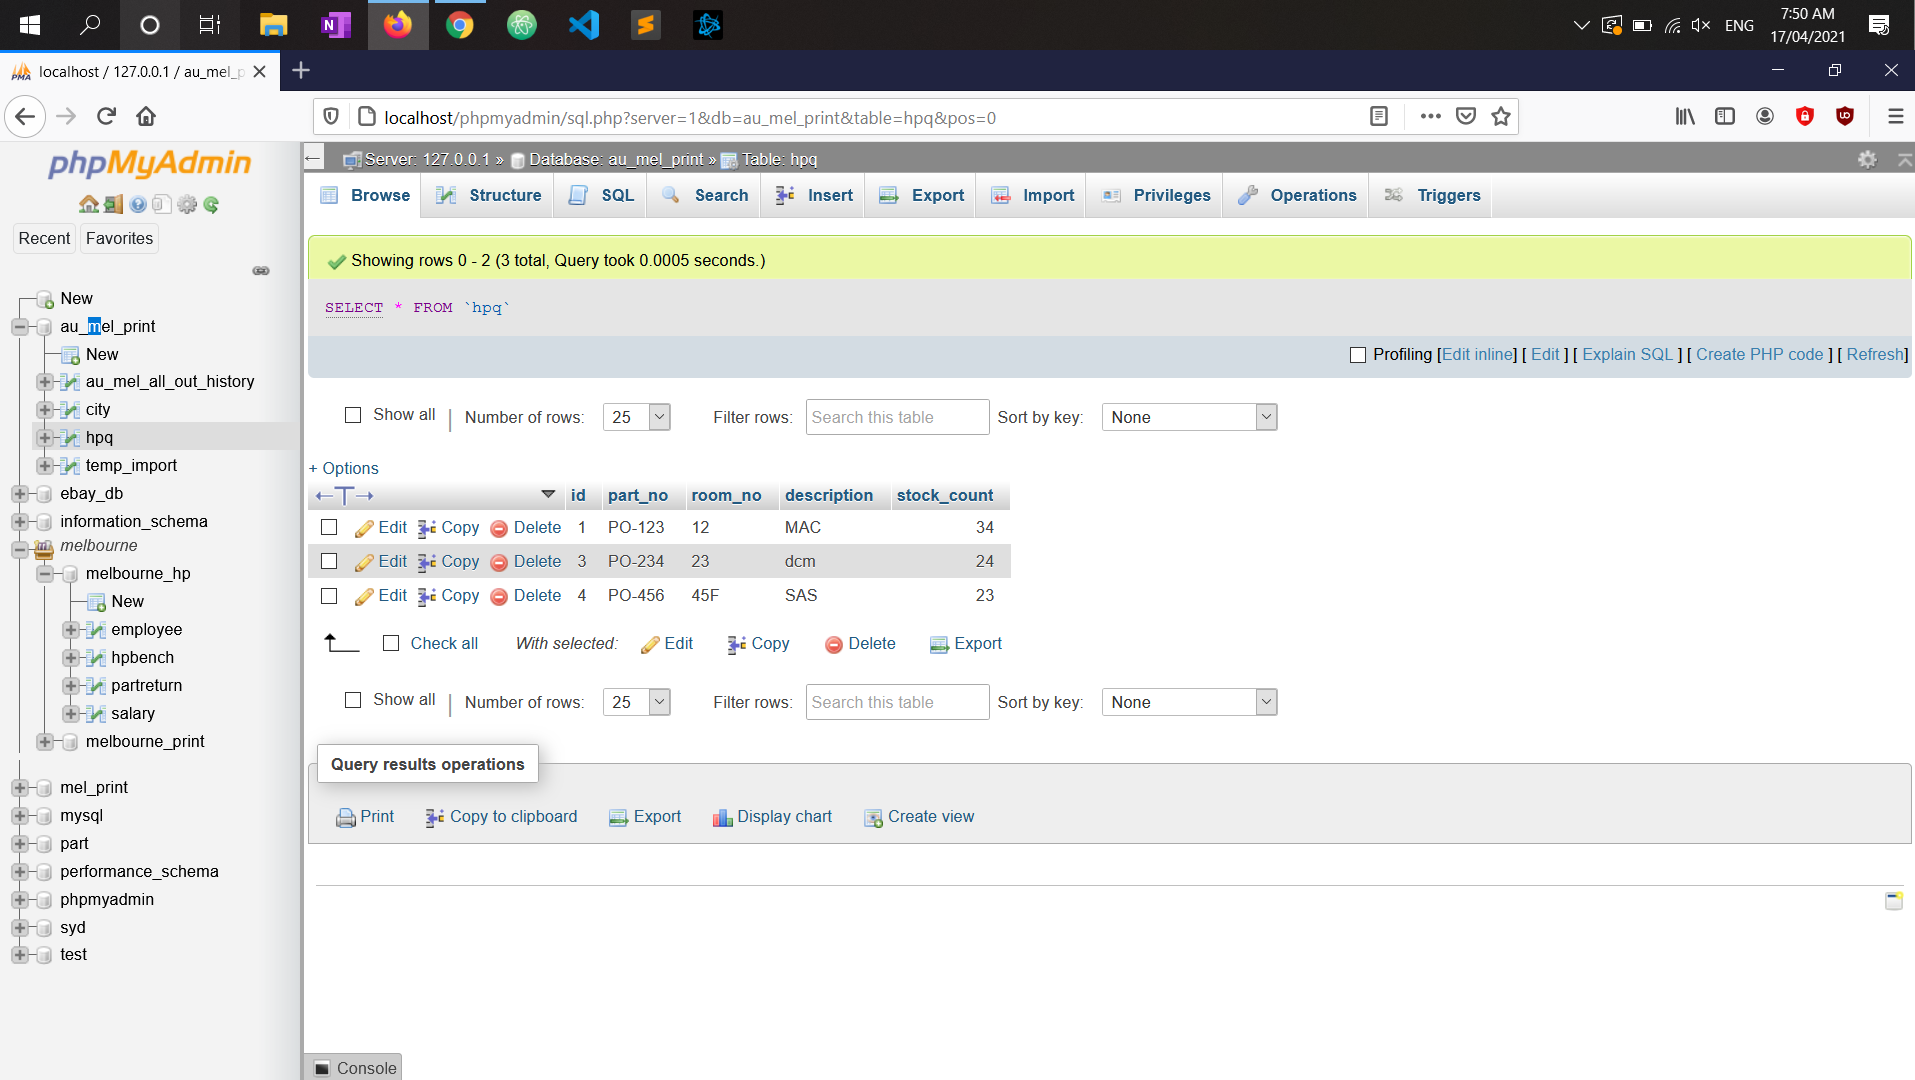 7:50 AM
ENG
17/04/2021
localhost / 127.0.0.1 / au_mel_p
localhost/phpmyadmin/sql.php?server=1&db=au_mel_print&table=hpq&pos=0
phpMyAdmin
Recent Favorites
New
au_mel_print
New
au_mel_all_out_history
city
hpq
temp_import
ebay_db
information_schema
melbourne
melbourne_hp
New
employee
hpbench
partreturn
salary
melbourne_print
mel_print
mysql
part
performance_schema
phpmyadmin
syd
test
Server: 127.0.0.1 » Database: au_mel_print » Table: hpq
Browse Structure SQL Search Insert Export Import Privileges Operations Triggers
Showing rows 0 - 2 (3 total, Query took 0.0005 seconds.)
SELECT * FROM `hpq`
Profiling [Edit inline] [ Edit ] [ Explain SQL ] [ Create PHP code ] [ Refresh]
Show all | Number of rows: 25 Filter rows: Search this table Sort by key: None
+ Options
←T→ id part_no room_no description stock_count
Edit Copy Delete 1 PO-123 12 MAC 34
Edit Copy Delete 3 PO-234 23 dcm 24
Edit Copy Delete 4 PO-456 45F SAS 23
Check all With selected: Edit Copy Delete Export
Show all | Number of rows: 25 Filter rows: Search this table Sort by key: None
Query results operations
Print Copy to clipboard Export Display chart Create view
Console